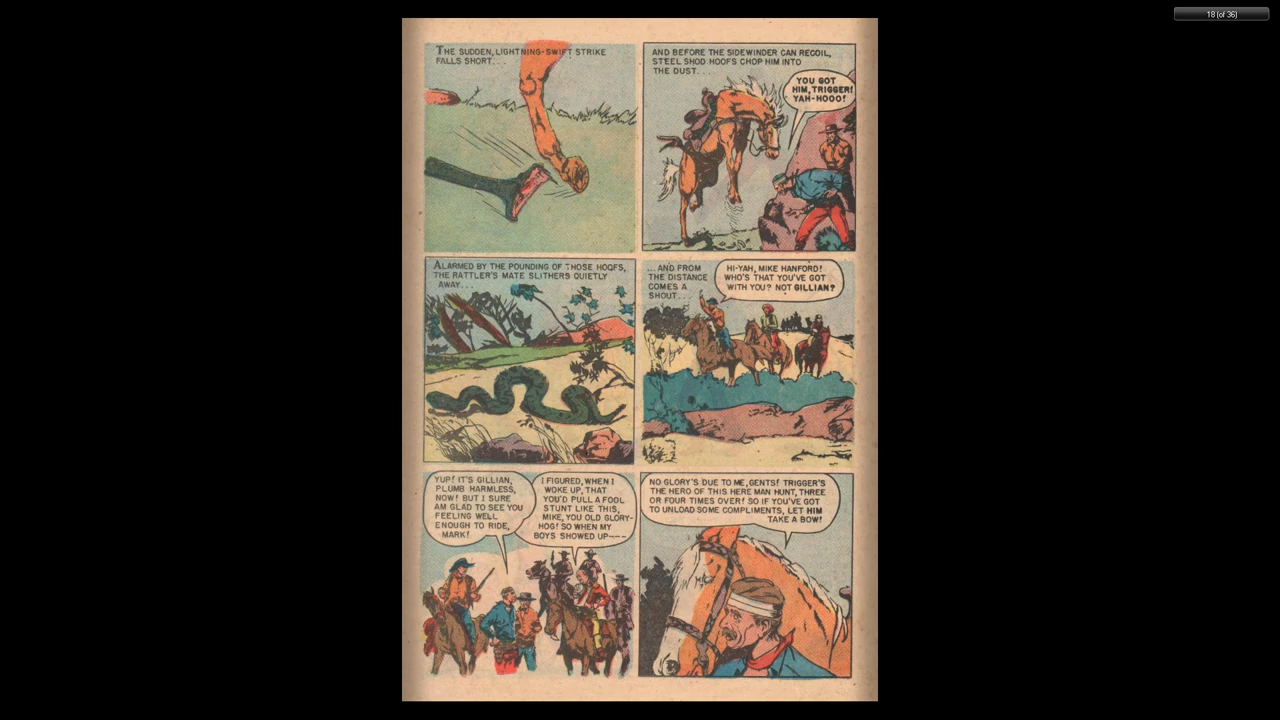 18 (of 36)
THE SUDDEN, LIGHTNING-SWIFT STRIKE
FALLS SHORT...
AND BEFORE THE SIDEWINDER CAN RECOIL,
STEEL SHOD HOOFS CHOP HIM INTO
THE DUST....
YOU GOT
HIM, TRIGGER!
YAH-HOOO!
ALARMED BY THE POUNDING OF THOSE HOOFS,
THE RATTLER'S MATE SLITHERS QUIETLY
AWAY...
...AND FROM
THE DISTANCE
COMES A
SHOUT...
HI-YAH, MIKE HANFORD!
WHO'S THAT YOU'VE GOT
WITH YOU? NOT GILLIAN?
YUP! IT'S GILLIAN,
PLUMB HARMLESS,
NOW! BUT I SURE
AM GLAD TO SEE YOU
FEELING WELL
ENOUGH TO RIDE,
MARK!
I FIGURED, WHEN I
WOKE UP, THAT
YOU'D PULL A FOOL
STUNT LIKE THIS,
MIKE, YOU OLD GLORY-
HOG! SO WHEN MY
BOYS SHOWED UP---
NO GLORY'S DUE TO ME, GENTS! TRIGGER'S
THE HERO OF THIS HERE MAN HUNT, THREE
OR FOUR TIMES OVER! SO IF YOU'VE GOT
TO UNLOAD SOME COMPLIMENTS, LET HIM
TAKE A BOW!